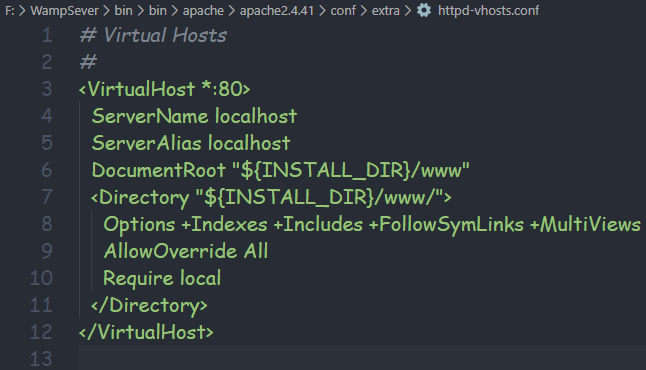 F: > WampSever > bin > bin > apache > apache2.4.41 > conf > extra > httpd-vhosts.conf
1 # Virtual Hosts
2 #
3 <VirtualHost *:80>
4 ServerName localhost
5 ServerAlias localhost
6 DocumentRoot "${INSTALL_DIR}/www"
7 <Directory "${INSTALL_DIR}/www/">
8 Options +Indexes +Includes +FollowSymLinks +MultiViews
9 AllowOverride All
10 Require local
11 </Directory>
12 </VirtualHost>
13